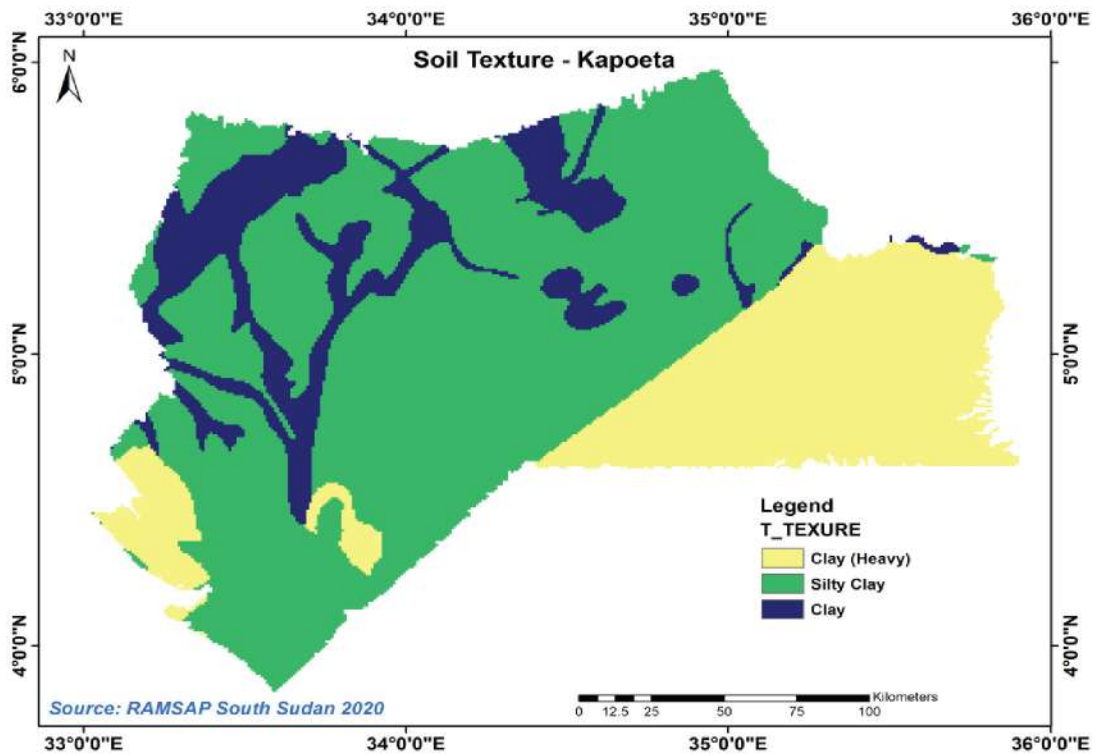 33°0'0"E 34°0'0"E 35°0'0"E 36°0'0"E
N
Soil Texture - Kapoeta
6°0'0"N
5°0'0"N 5°0'0"N
Legend
T_TEXURE
Clay (Heavy)
Silty Clay
Clay
4°0'0"N 4°0'0"N
Source: RAMSAP South Sudan 2020
Kilometers
0 12.5 25 50 75 100
33°0'0"E 34°0'0"E 35°0'0"E 36°0'0"E